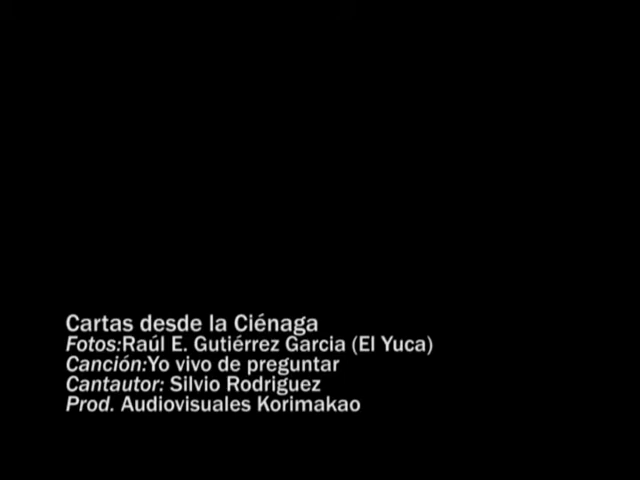 Cartas desde la Ciénaga
Fotos:Raúl E. Gutiérrez Garcia (El Yuca)
Canción:Yo vivo de preguntar
Cantautor: Silvio Rodriguez
Prod. Audiovisuales Korimakao